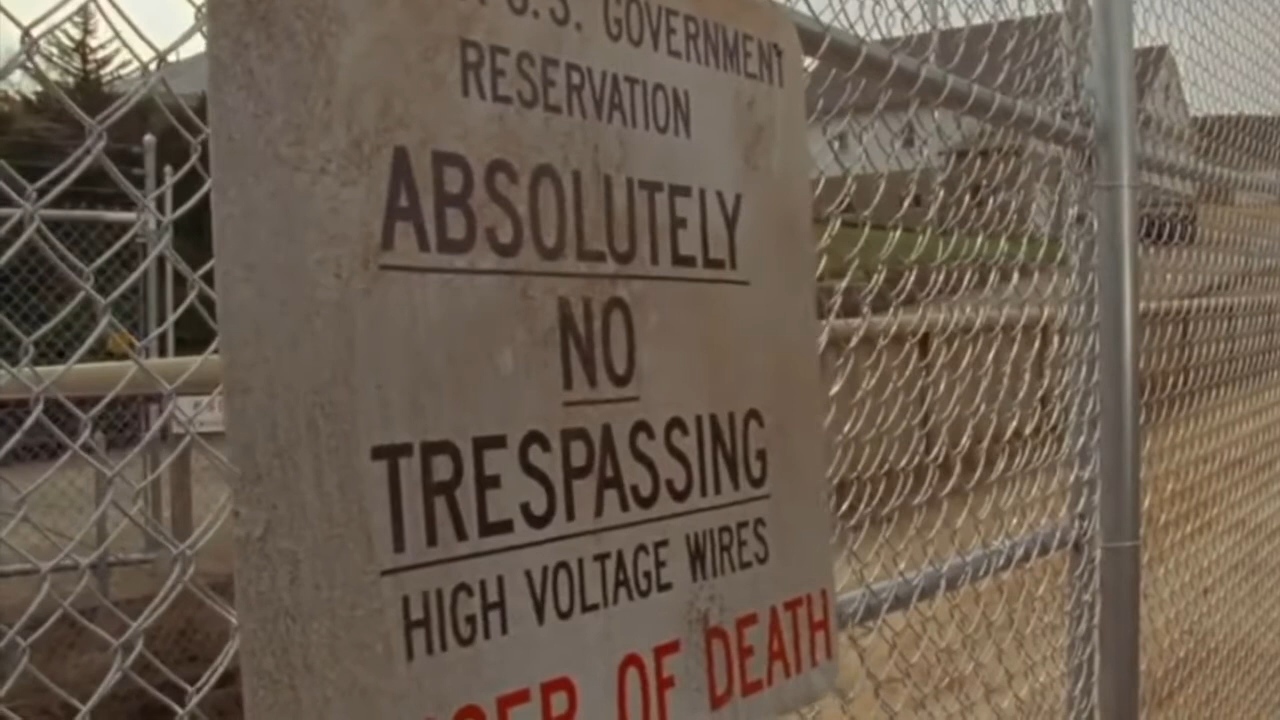 U.S. GOVERNMENT
RESERVATION
ABSOLUTELY
NO
TRESPASSING
HIGH VOLTAGE WIRES
OF DEATH